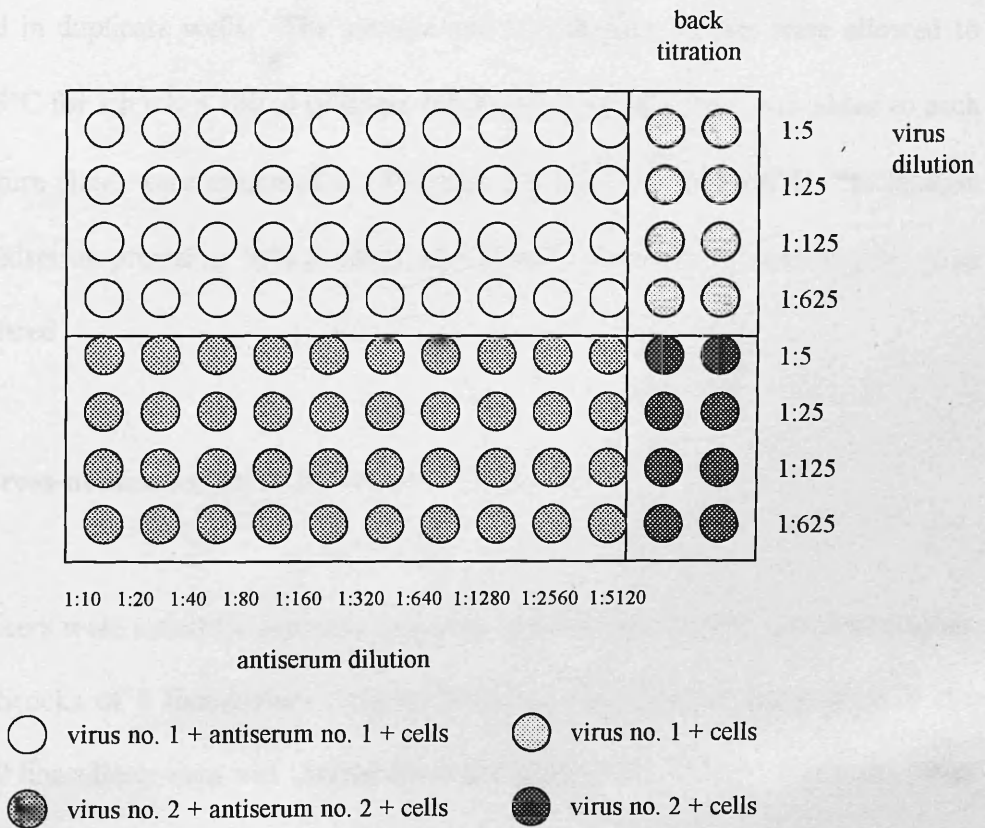 back
titration
1:5
virus
dilution
1:25
1:125
1:625
1:5
1:25
1:125
1:625
1:10 1:20 1:40 1:80 1:160 1:320 1:640 1:1280 1:2560 1:5120
antiserum dilution
virus no. 1 + antiserum no. 1 + cells
virus no. 1 + cells
virus no. 2 + antiserum no. 2 + cells
virus no. 2 + cells